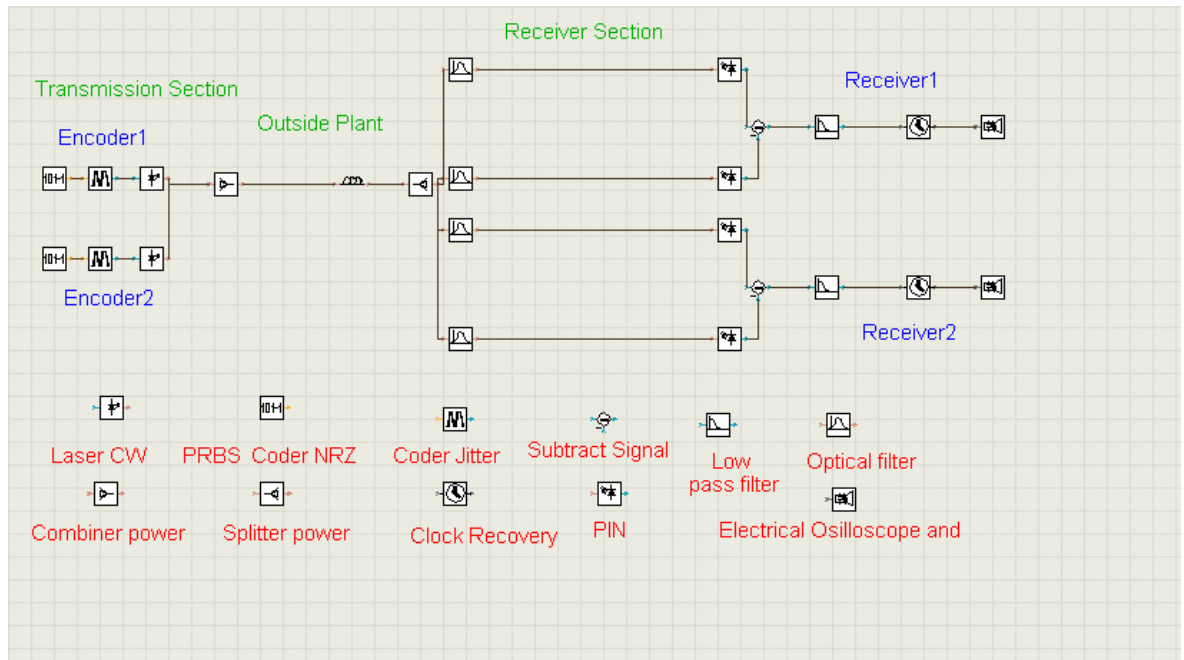 Receiver Section
Transmission Section
Receiver1
Outside Plant
Encoder1
Encoder2
Receiver2
Laser CW
PRBS Coder NRZ
Coder Jitter
Subtract Signal
Low
pass filter
Optical filter
Combiner power
Splitter power
Clock Recovery
PIN
Electrical Osilloscope and